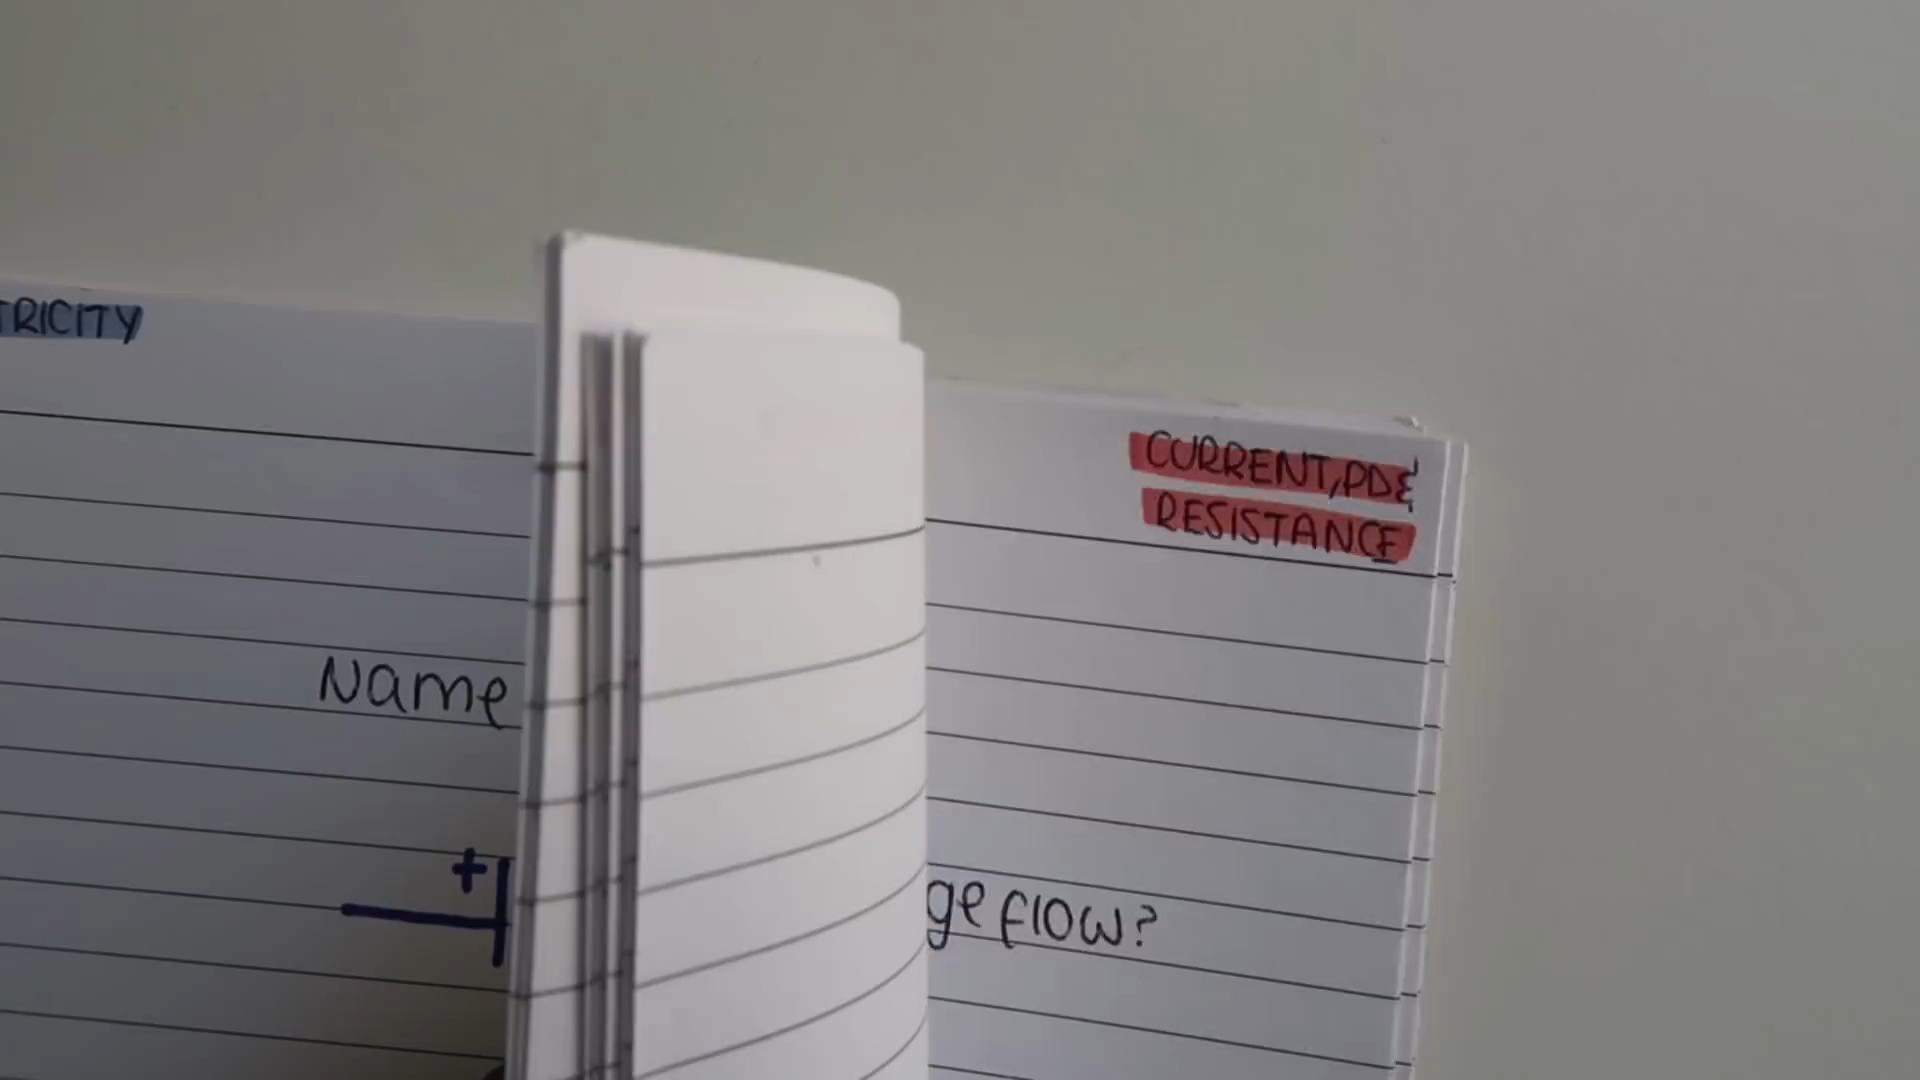 TRICITY
Name
+
CURRENT, PD &
RESISTANCE
ge flow?